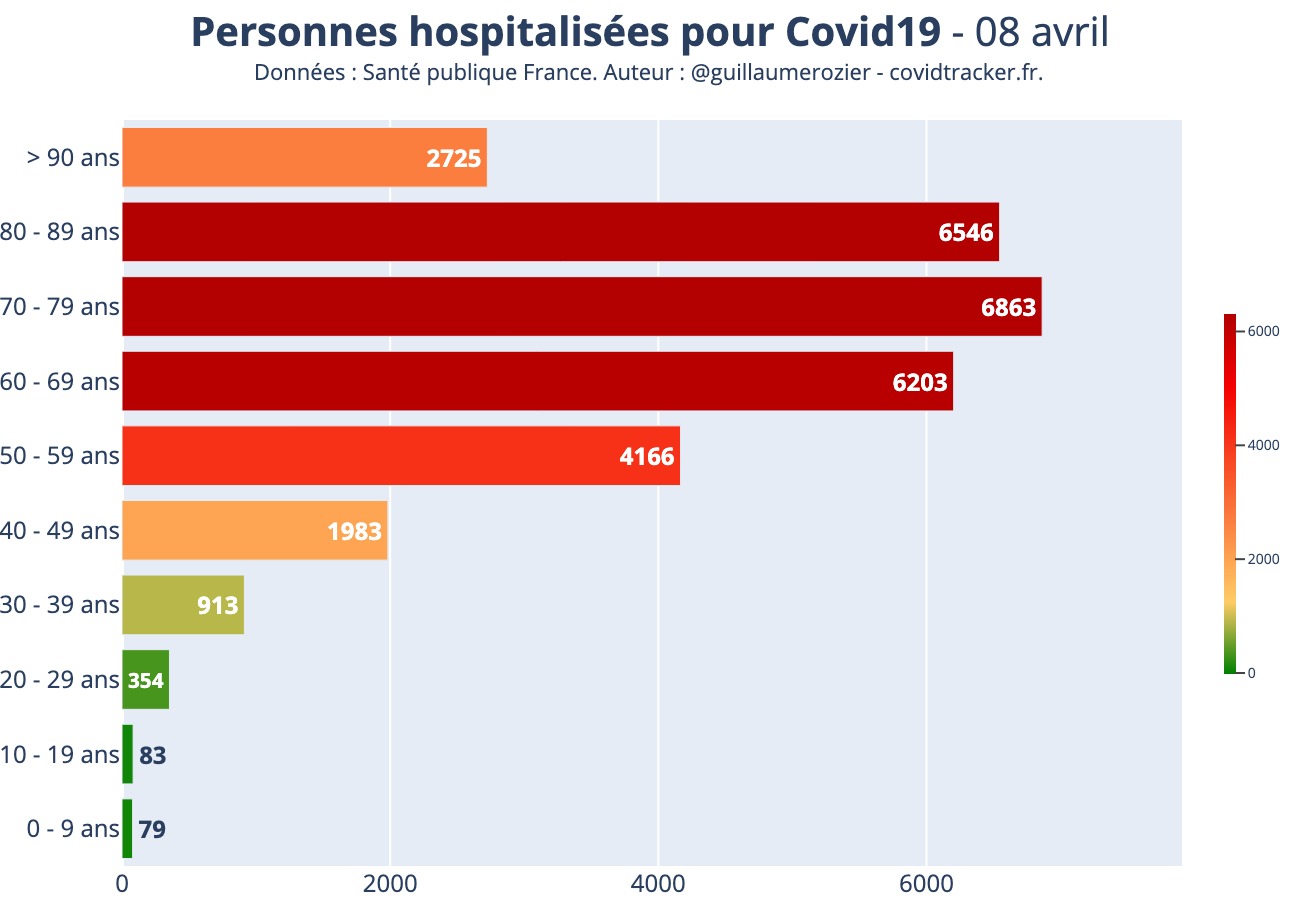 Personnes hospitalisées pour Covid19 - 08 avril
Données : Santé publique France. Auteur : @guillaumerozier - covidtracker.fr.
> 90 ans 2725
80 - 89 ans 6546
70 - 79 ans 6863
60 - 69 ans 6203
50 - 59 ans 4166
40 - 49 ans 1983
30 - 39 ans 913
20 - 29 ans 354
10 - 19 ans 83
0 - 9 ans 79
0 2000 4000 6000
6000
4000
2000
0